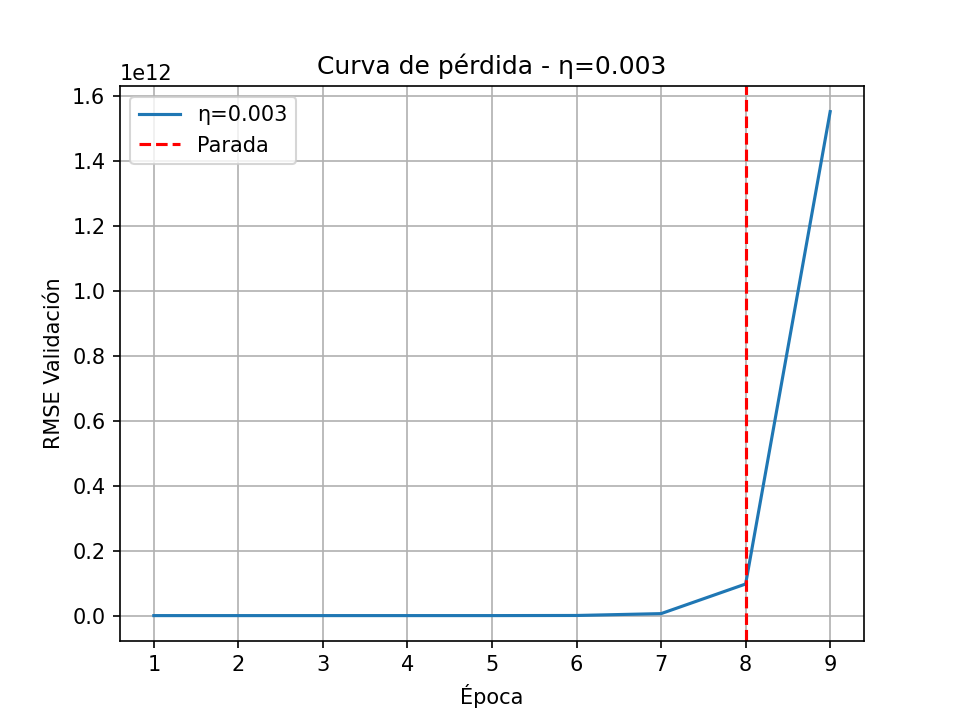 Curva de pérdida - η=0.003
1e12
η=0.003
Parada
1.6
1.4
1.2
1.0
0.8
0.6
0.4
0.2
0.0
RMSE Validación
1 2 3 4 5 6 7 8 9
Época